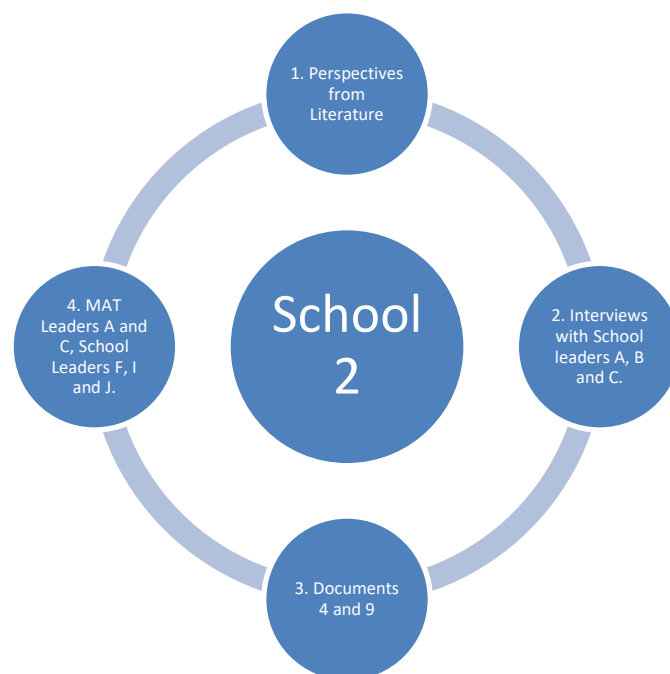 1. Perspectives
from
Literature
School
2
2. Interviews
with School
leaders A, B
and C.
3. Documents
4 and 9
4. MAT
Leaders A and
C, School
Leaders F, I
and J.